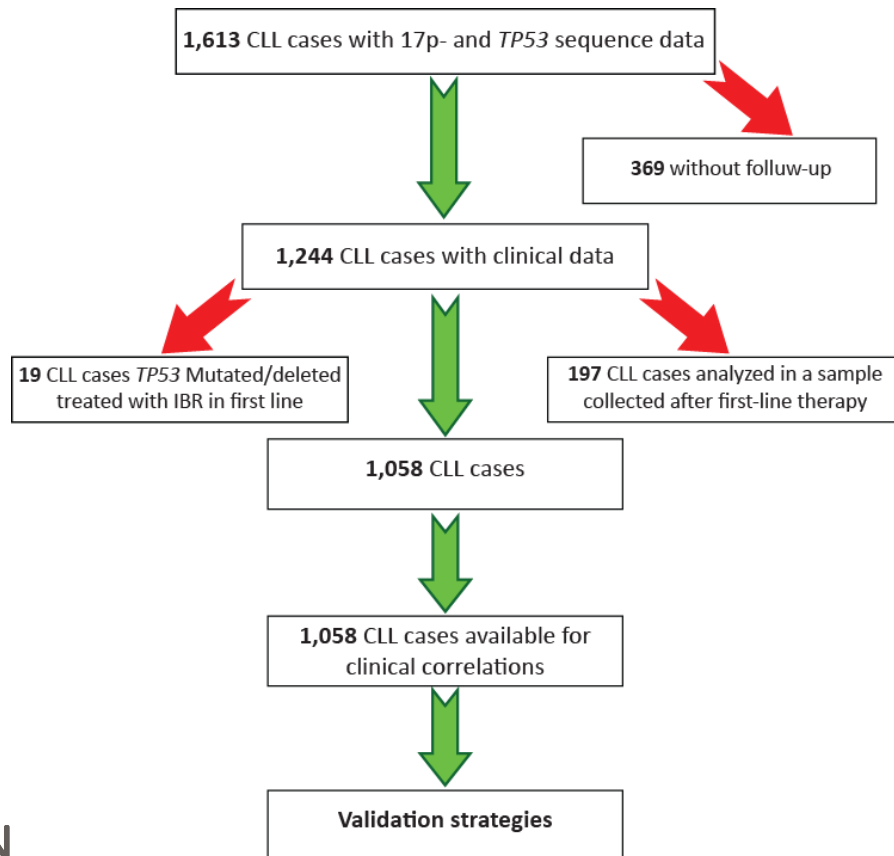 1,613 CLL cases with 17p- and TP53 sequence data
369 without folluw-up
1,244 CLL cases with clinical data
19 CLL cases TP53 Mutated/deleted
treated with IBR in first line
197 CLL cases analyzed in a sample
collected after first-line therapy
1,058 CLL cases
1,058 CLL cases available for
clinical correlations
Validation strategies
N